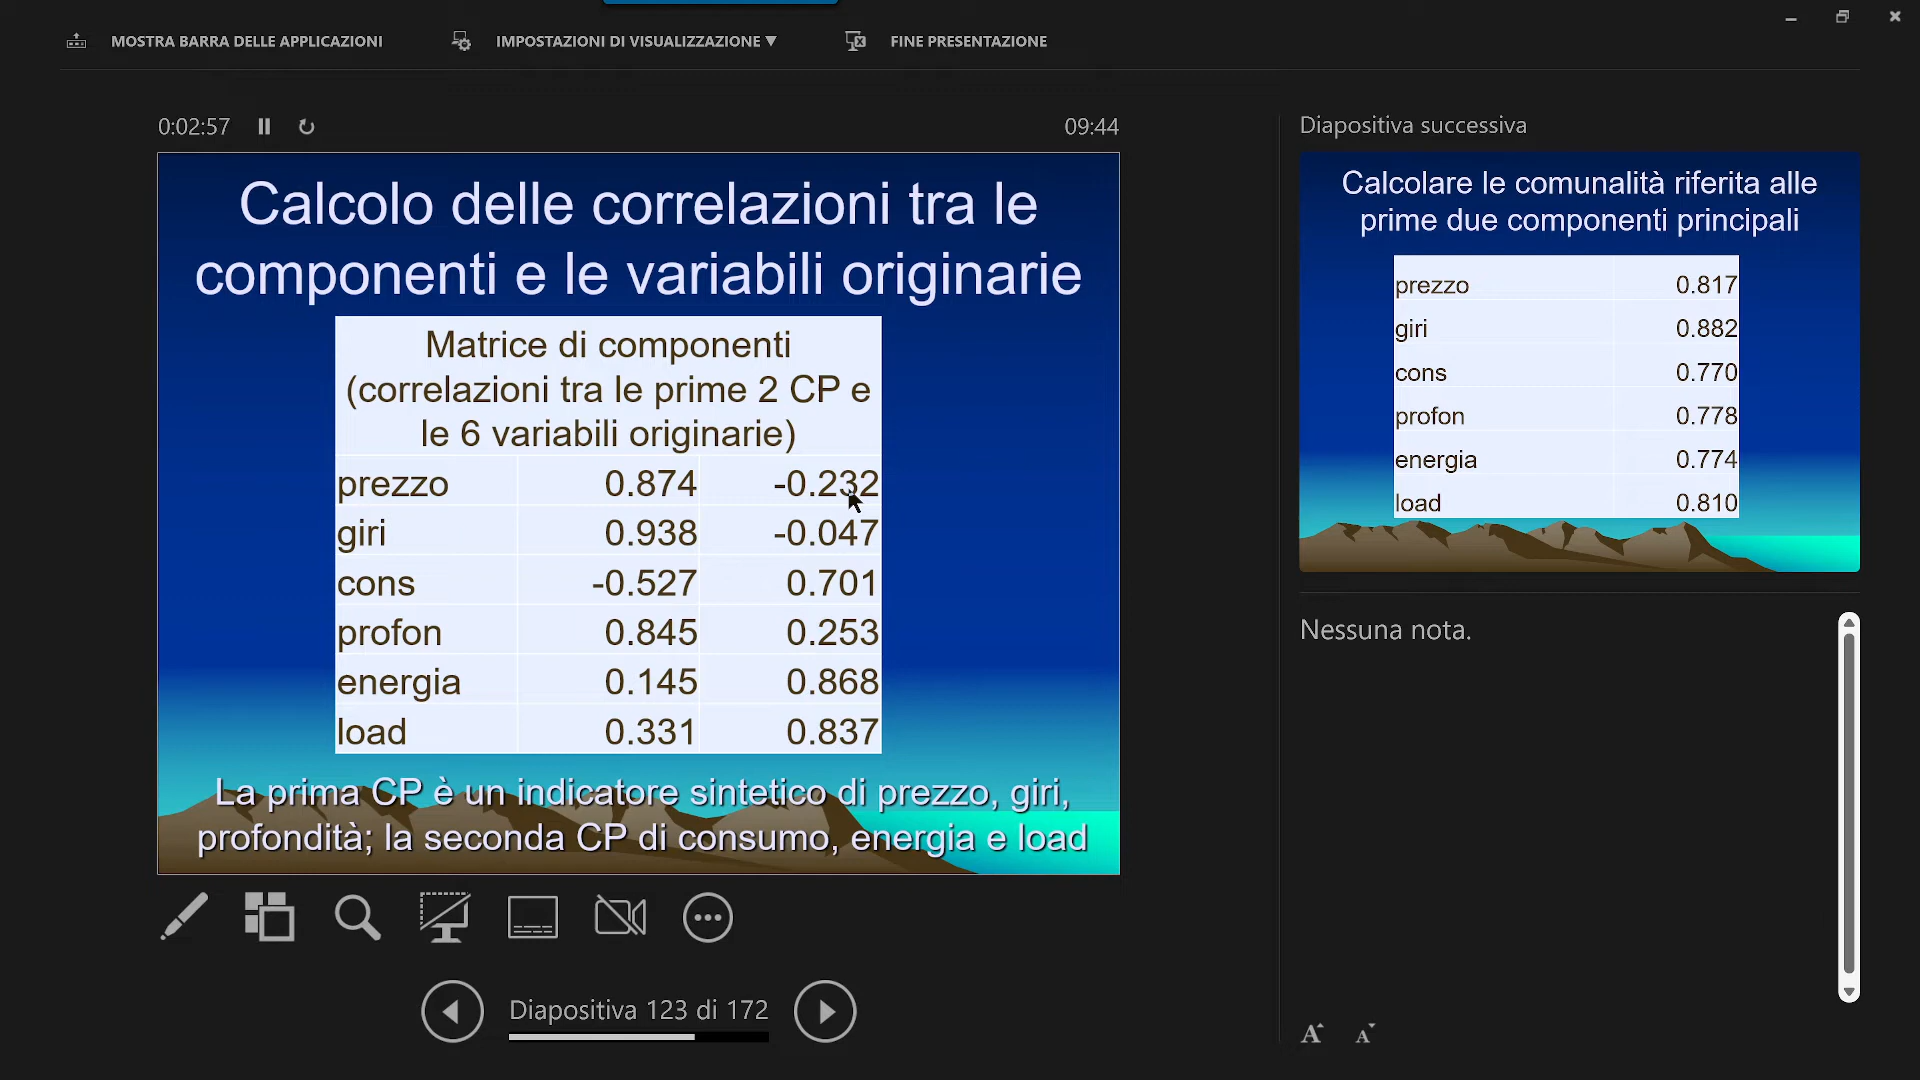 MOSTRA BARRA DELLE APPLICAZIONI
IMPOSTAZIONI DI VISUALIZZAZIONE ▼
FINE PRESENTAZIONE
0:02:57
09:44
Calcolo delle correlazioni tra le
componenti e le variabili originarie
Matrice di componenti
(correlazioni tra le prime 2 CP e
le 6 variabili originarie)
prezzo 0.874 -0.232
giri 0.938 -0.047
cons -0.527 0.701
profon 0.845 0.253
energia 0.145 0.868
load 0.331 0.837
La prima CP è un indicatore sintetico di prezzo, giri,
profondità; la seconda CP di consumo, energia e load
Diapositiva 123 di 172
Diapositiva successiva
Calcolare le comunalità riferita alle
prime due componenti principali
prezzo 0.817
giri 0.882
cons 0.770
profon 0.778
energia 0.774
load 0.810
Nessuna nota.
A A